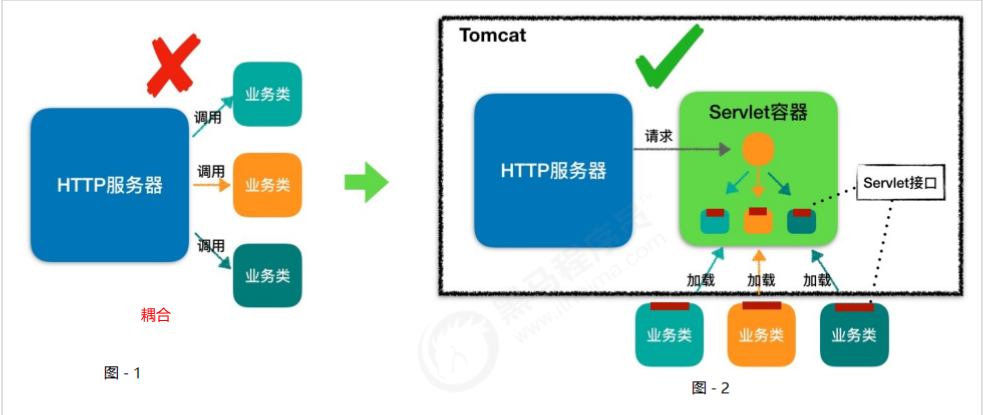 HTTP服务器
调用
业务类
调用
业务类
调用
业务类
耦合
图 - 1
Tomcat
HTTP服务器
请求
Servlet容器
Servlet接口
加载
加载
加载
业务类
业务类
业务类
图 - 2
黑马程序员
www.itheima.com